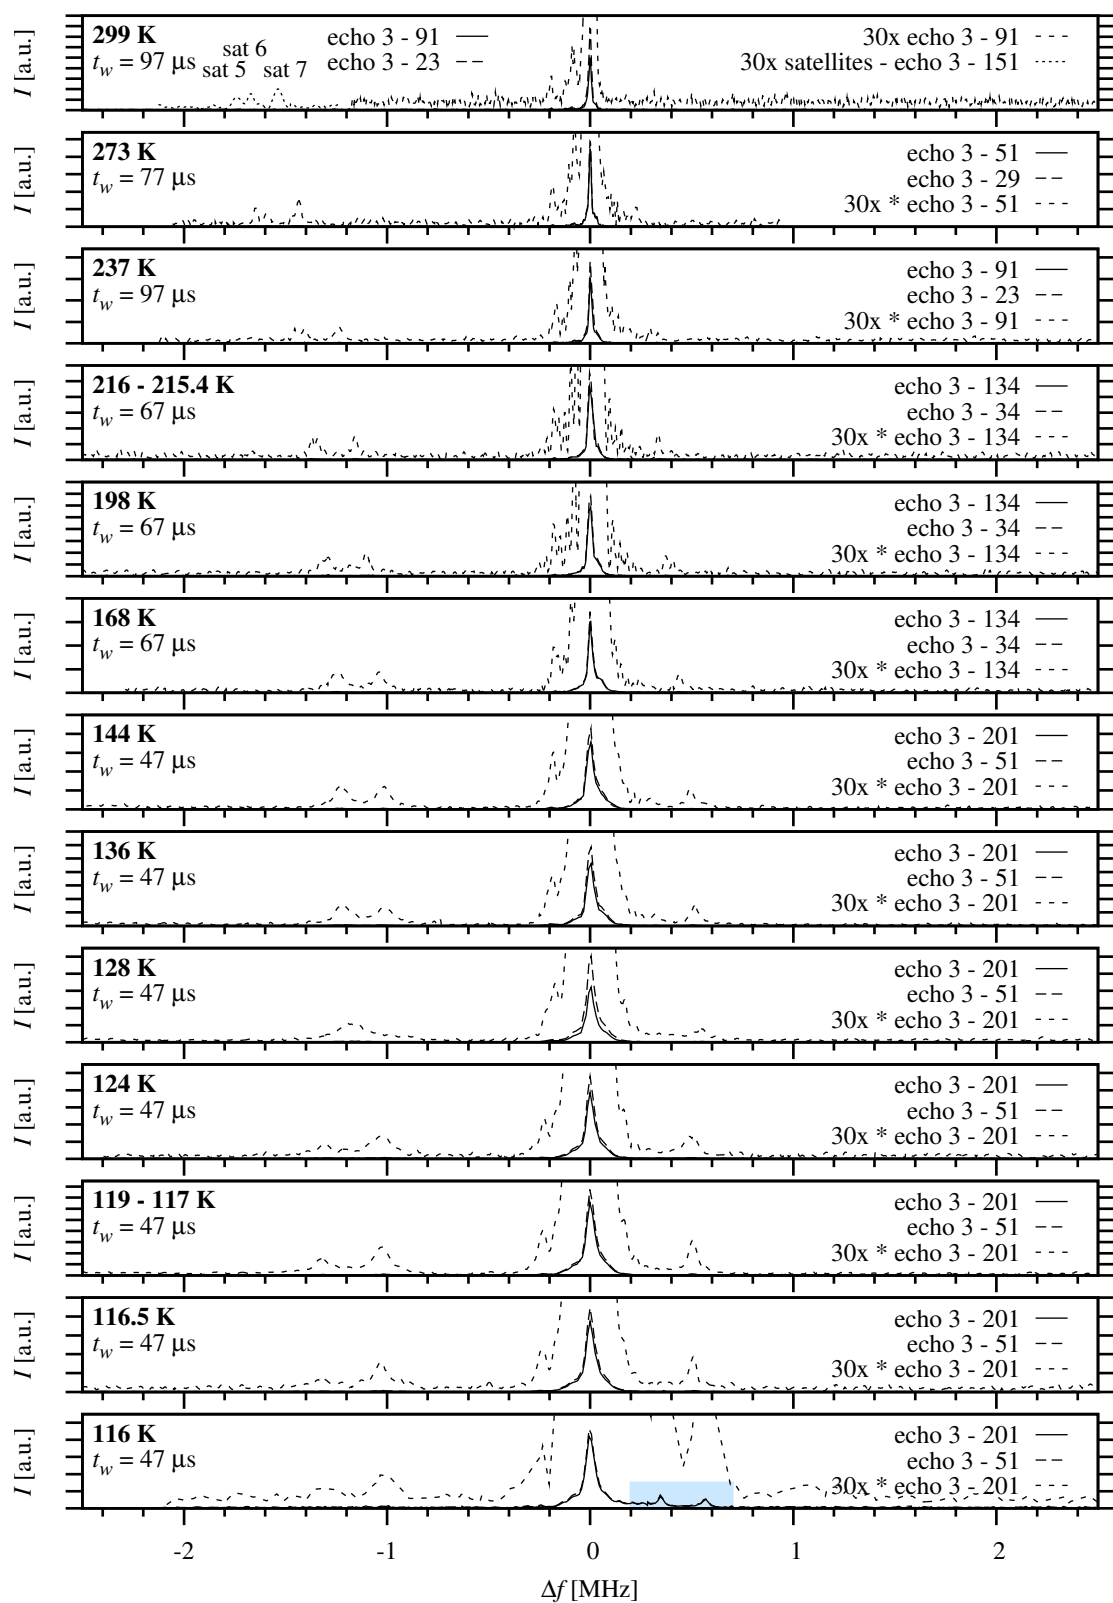 299 K
echo 3 - 91
30x echo 3 - 91
t_w = 97 μs
sat 5
sat 6
sat 7
echo 3 - 23
30x satellites - echo 3 - 151
I [a.u.]
273 K
echo 3 - 51
t_w = 77 μs
echo 3 - 29
30x * echo 3 - 51
I [a.u.]
237 K
echo 3 - 91
t_w = 97 μs
echo 3 - 23
30x * echo 3 - 91
I [a.u.]
216 - 215.4 K
echo 3 - 134
t_w = 67 μs
echo 3 - 34
30x * echo 3 - 134
I [a.u.]
198 K
echo 3 - 134
t_w = 67 μs
echo 3 - 34
30x * echo 3 - 134
I [a.u.]
168 K
echo 3 - 134
t_w = 67 μs
echo 3 - 34
30x * echo 3 - 134
I [a.u.]
144 K
echo 3 - 201
t_w = 47 μs
echo 3 - 51
30x * echo 3 - 201
I [a.u.]
136 K
echo 3 - 201
t_w = 47 μs
echo 3 - 51
30x * echo 3 - 201
I [a.u.]
128 K
echo 3 - 201
t_w = 47 μs
echo 3 - 51
30x * echo 3 - 201
I [a.u.]
124 K
echo 3 - 201
t_w = 47 μs
echo 3 - 51
30x * echo 3 - 201
I [a.u.]
119 - 117 K
echo 3 - 201
t_w = 47 μs
echo 3 - 51
30x * echo 3 - 201
I [a.u.]
116.5 K
echo 3 - 201
t_w = 47 μs
echo 3 - 51
30x * echo 3 - 201
I [a.u.]
116 K
echo 3 - 201
t_w = 47 μs
echo 3 - 51
30x * echo 3 - 201
I [a.u.]
-2 -1 0 1 2
Δf [MHz]